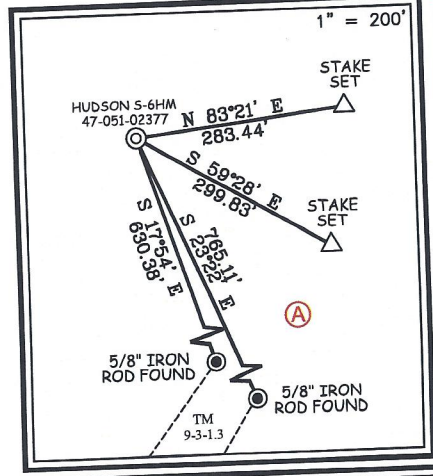 1" = 200'
STAKE
SET
HUDSON S-6HM
47-051-02377
N 83°21' E
283.44'
S 59°28' E
299.83'
STAKE
SET
S 17°54' E
630.38'
765.11'
S 23°22' E
A
5/8" IRON
ROD FOUND
5/8" IRON
ROD FOUND
TM
9-3-1.3